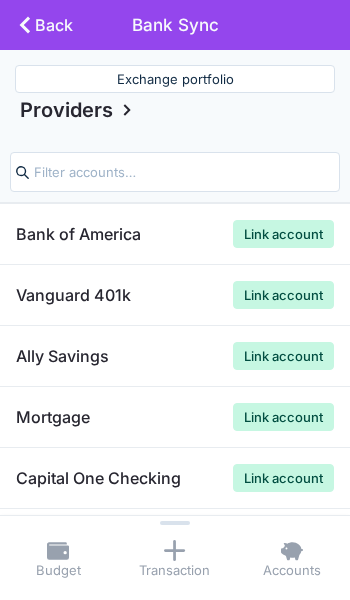 Back
Bank Sync
Exchange portfolio
Providers
Filter accounts...
Bank of America
Link account
Vanguard 401k
Link account
Ally Savings
Link account
Mortgage
Link account
Capital One Checking
Link account
Budget
Transaction
Accounts